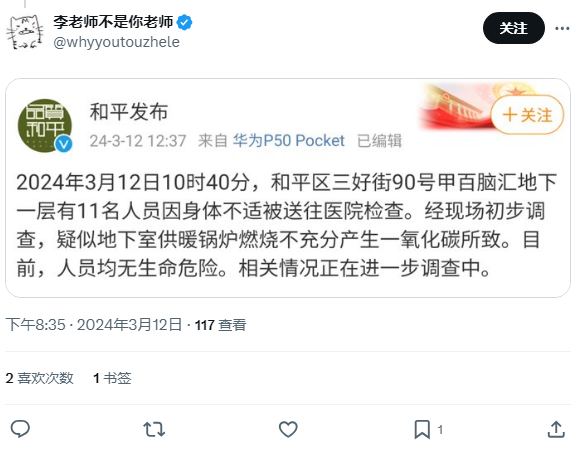 李老师不是你老师
@whyyoutouzhele
关注
品質和平
和平发布
24-3-12 12:37 来自 华为P50 Pocket 已编辑
+关注
2024年3月12日10时40分，和平区三好街90号甲百脑汇地下
一层有11名人员因身体不适被送往医院检查。经现场初步调
查，疑似地下室供暖锅炉燃烧不充分产生一氧化碳所致。目
前，人员均无生命危险。相关情况正在进一步调查中。
下午8:35 · 2024年3月12日 · 117 查看
2 喜欢次数 1 书签
1